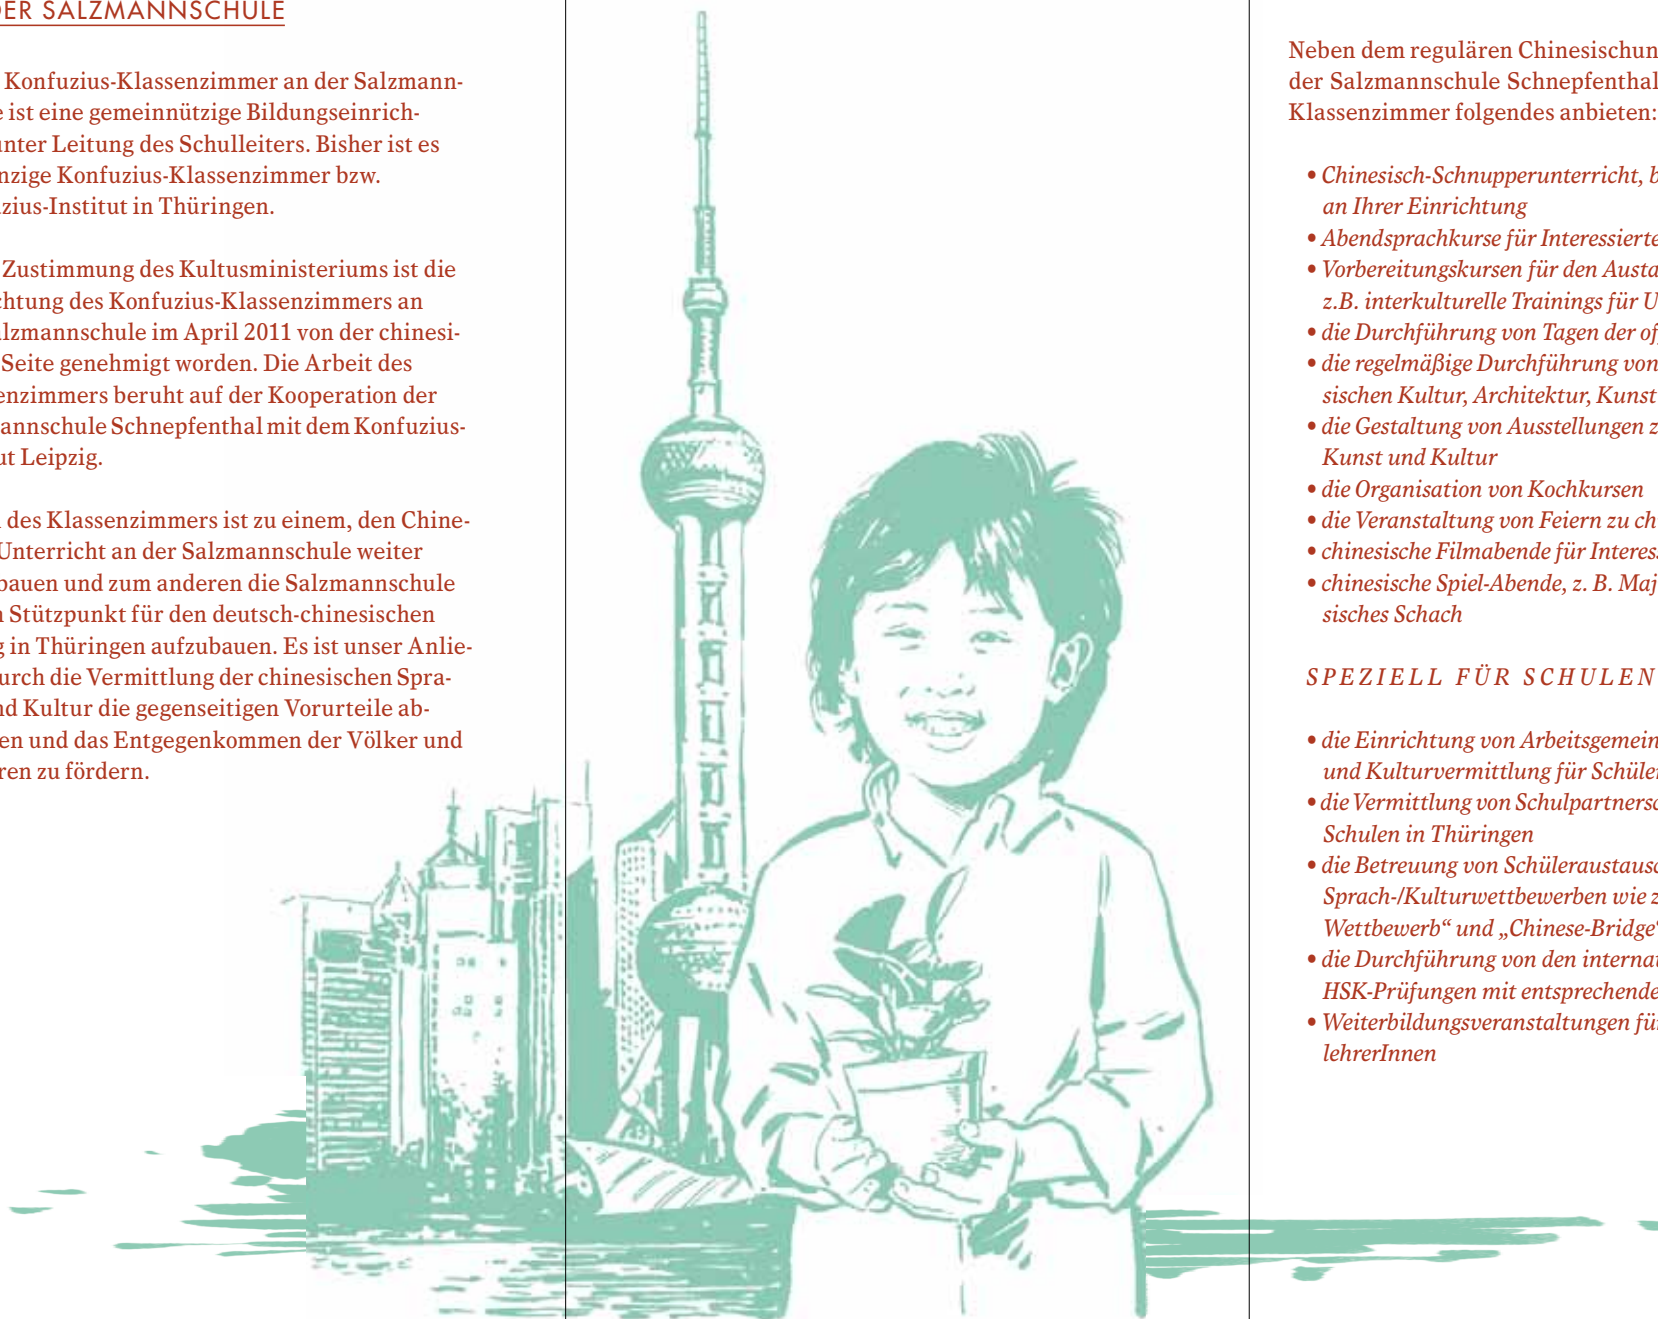 DER SALZMANNSCHULE
Konfuzius-Klassenzimmer an der Salzmann-
e ist eine gemeinnützige Bildungseinrich-
unter Leitung des Schulleiters. Bisher ist es
nzige Konfuzius-Klassenzimmer bzw.
zius-Institut in Thüringen.
Zustimmung des Kultusministeriums ist die
chtung des Konfuzius-Klassenzimmers an
alzmannschule im April 2011 von der chinesi-
Seite genehmigt worden. Die Arbeit des
enzimmers beruht auf der Kooperation der
annschule Schnepfenthal mit dem Konfuzius-
ut Leipzig.
des Klassenzimmers ist zu einem, den Chine-
Unterricht an der Salzmannschule weiter
bauen und zum anderen die Salzmannschule
n Stützpunkt für den deutsch-chinesischen
g in Thüringen aufzubauen. Es ist unser Anlie-
urch die Vermittlung der chinesischen Spra-
nd Kultur die gegenseitigen Vorurteile ab-
en und das Entgegenkommen der Völker und
ren zu fördern.
Neben dem regulären Chinesischun
der Salzmannschule Schnepfenthal
Klassenzimmer folgendes anbieten:
• Chinesisch-Schnupperunterricht, b
an Ihrer Einrichtung
• Abendsprachkurse für Interessierte
• Vorbereitungskursen für den Austa
z.B. interkulturelle Trainings für U
• die Durchführung von Tagen der of
• die regelmäßige Durchführung von
sischen Kultur, Architektur, Kunst
• die Gestaltung von Ausstellungen z
Kunst und Kultur
• die Organisation von Kochkursen
• die Veranstaltung von Feiern zu ch
• chinesische Filmabende für Interess
• chinesische Spiel-Abende, z. B. Maj
sisches Schach
SPEZIELL FÜR SCHULEN
• die Einrichtung von Arbeitsgemein
und Kulturvermittlung für Schüler
• die Vermittlung von Schulpartnersc
Schulen in Thüringen
• die Betreuung von Schüleraustausc
Sprach-/Kulturwettbewerben wie z
Wettbewerb“ und „Chinese-Bridge“
• die Durchführung von den internat
HSK-Prüfungen mit entsprechende
• Weiterbildungsveranstaltungen für
lehrerInnen